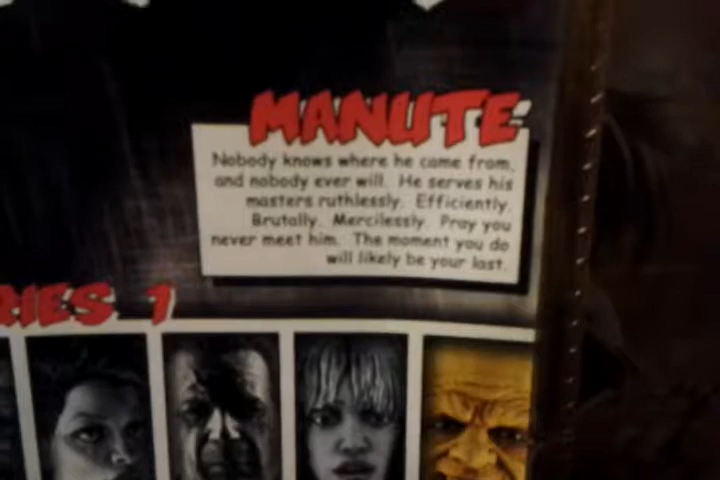 MANUTE
Nobody knows where he came from,
and nobody ever will. He serves his
masters ruthlessly. Efficiently.
Brutally. Mercilessly. Pray you
never meet him. The moment you do
will likely be your last.
RIES 1